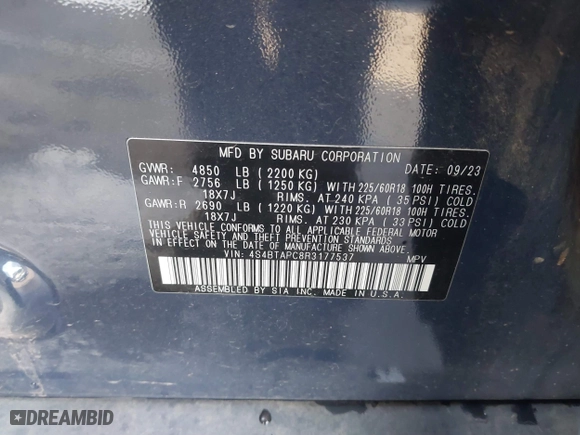 MFD BY SUBARU CORPORATION DATE: 09/23
GVWR: 4850 LB ( 2200 KG)
GAWR:F 2756 LB ( 1250 KG) WITH 225/60R18 100H TIRES.
18X7J RIMS. AT 240 KPA ( 35 PSI) COLD
GAWR:R 2690 LB ( 1220 KG) WITH 225/60R18 100H TIRES.
18X7J RIMS. AT 230 KPA ( 33 PSI) COLD
THIS VEHICLE CONFORMS TO ALL APPLICABLE FEDERAL MOTOR
VEHICLE SAFETY AND THEFT PREVENTION STANDARDS IN
EFFECT ON THE DATE OF MANUFACTURE SHOWN ABOVE.
VIN: 4S4BTAPC8R3177537 MPV
ASSEMBLED BY SIA INC. MADE IN U.S.A.
DREAMBID